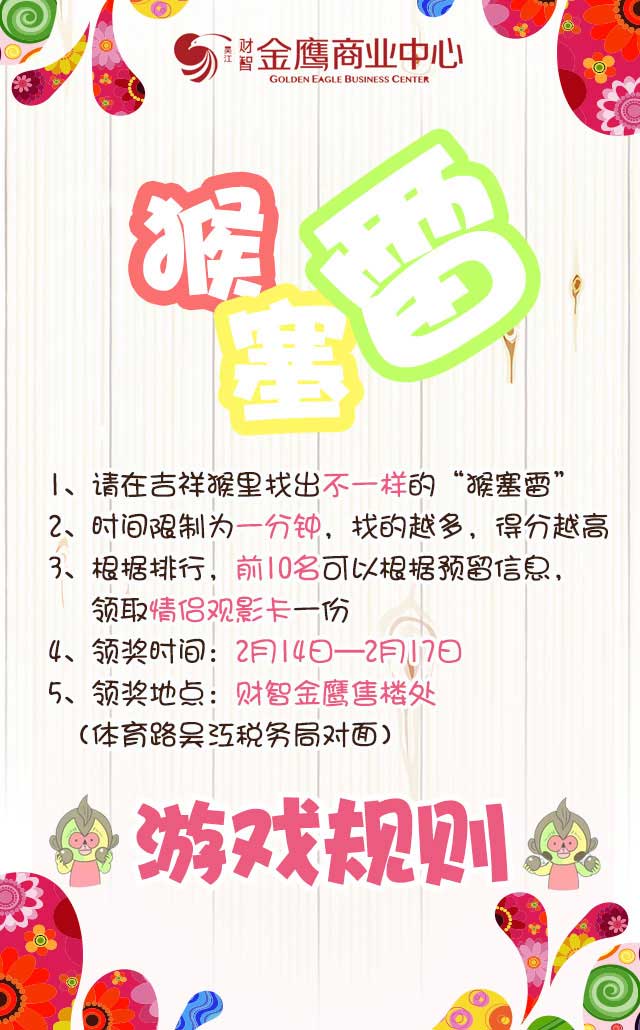 吴江
财智
金鹰商业中心
GOLDEN EAGLE BUSINESS CENTER
猴
塞
雷
1、请在吉祥猴里找出不一样的“猴塞雷”
2、时间限制为一分钟，找的越多，得分越高
3、根据排行，前10名可以根据预留信息，
领取情侣观影卡一份
4、领奖时间：2月14日—2月17日
5、领奖地点：财智金鹰售楼处
（体育路吴江税务局对面）
游戏规则